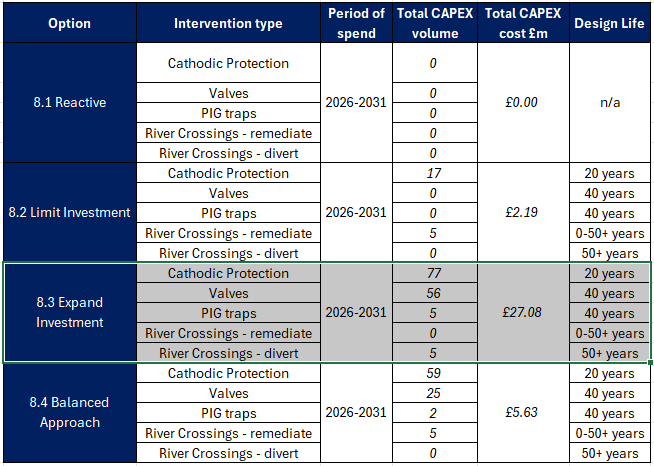 Option Intervention type Period of spend Total CAPEX volume Total CAPEX cost £m Design Life
8.1 Reactive 2026-2031 £0.00 n/a
Cathodic Protection 0
Valves 0
PIG traps 0
River Crossings - remediate 0
River Crossings - divert 0
8.2 Limit Investment 2026-2031 £2.19
Cathodic Protection 17 20 years
Valves 0 40 years
PIG traps 0 40 years
River Crossings - remediate 5 0-50+ years
River Crossings - divert 0 50+ years
8.3 Expand Investment 2026-2031 £27.08
Cathodic Protection 77 20 years
Valves 56 40 years
PIG traps 5 40 years
River Crossings - remediate 0 0-50+ years
River Crossings - divert 5 50+ years
8.4 Balanced Approach 2026-2031 £5.63
Cathodic Protection 59 20 years
Valves 25 40 years
PIG traps 2 40 years
River Crossings - remediate 5 0-50+ years
River Crossings - divert 0 50+ years